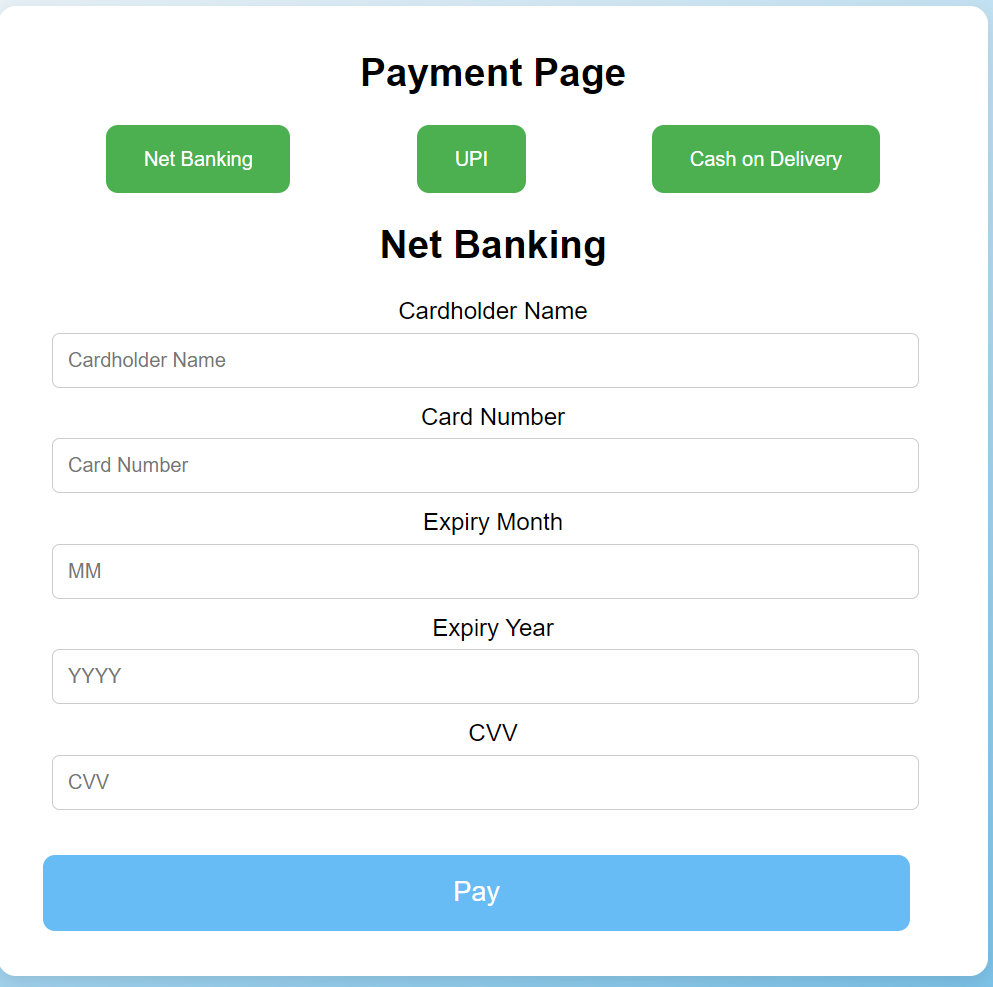 Payment Page
Net Banking UPI Cash on Delivery
Net Banking
Cardholder Name
Cardholder Name
Card Number
Card Number
Expiry Month
MM
Expiry Year
YYYY
CVV
CVV
Pay